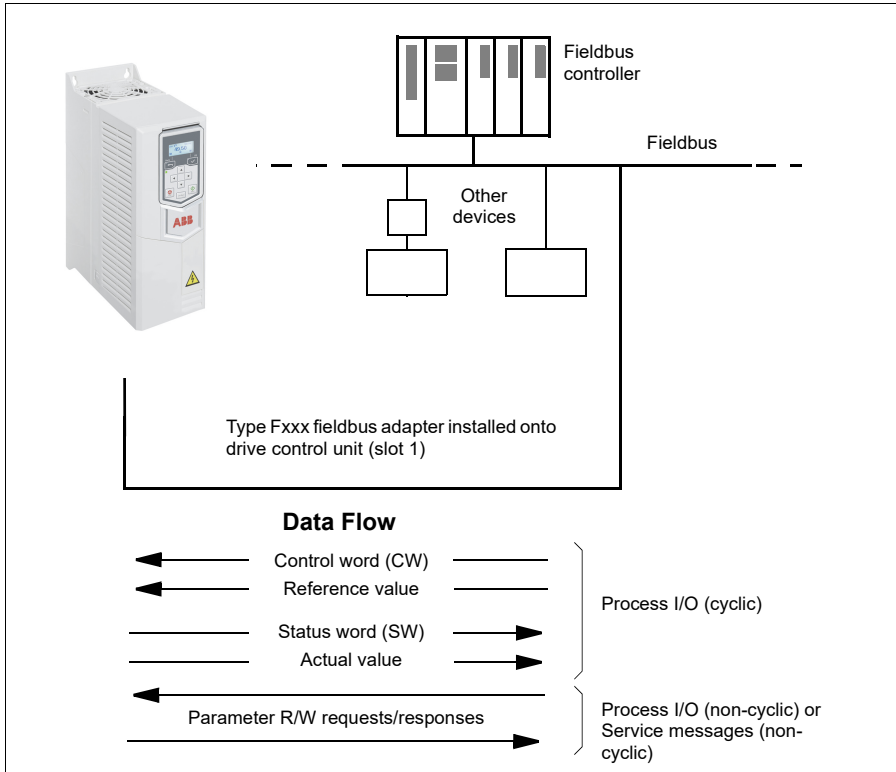 Fieldbus
controller
Fieldbus
Other
devices
ABB
Type Fxxx fieldbus adapter installed onto
drive control unit (slot 1)
Data Flow
Control word (CW)
Reference value
Process I/O (cyclic)
Status word (SW)
Actual value
Parameter R/W requests/responses
Process I/O (non-cyclic) or
Service messages (non-
cyclic)